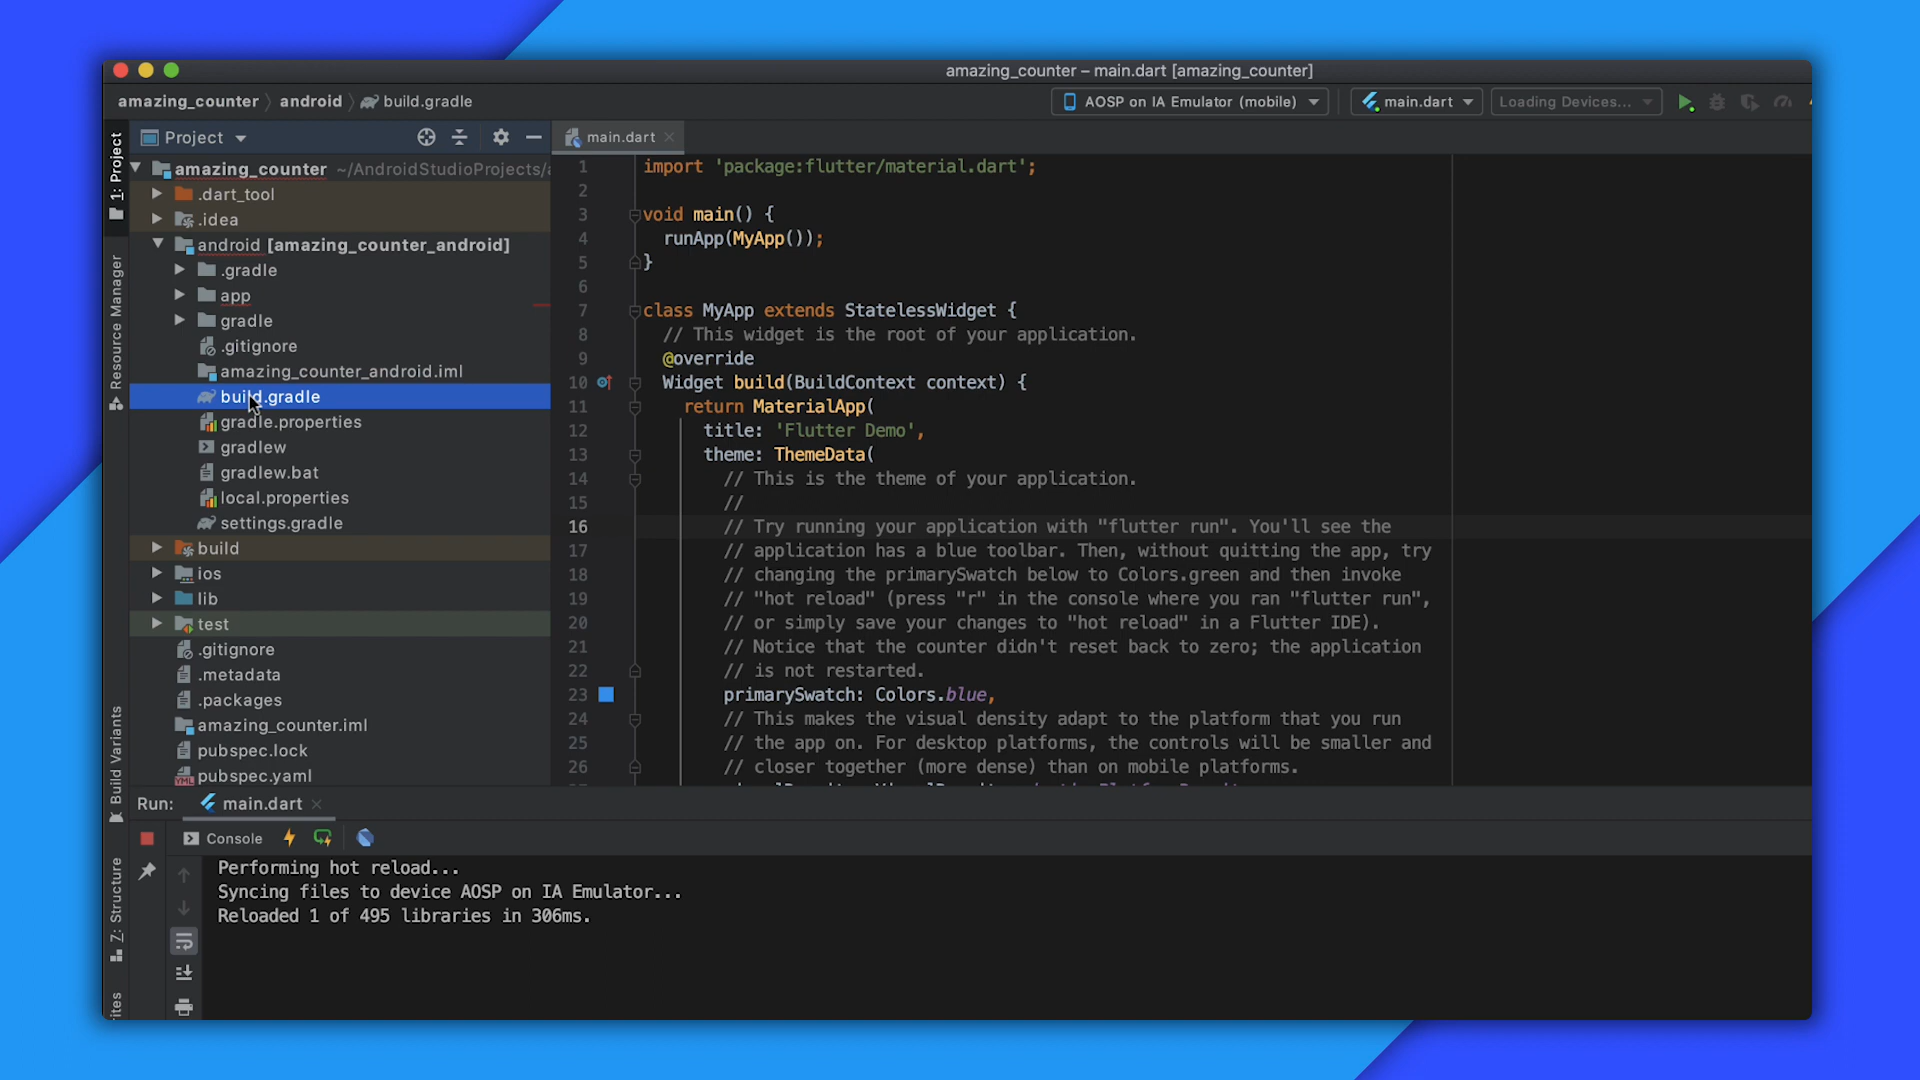 amazing_counter – main.dart [amazing_counter]
amazing_counter android build.gradle
AOSP on IA Emulator (mobile)
main.dart
Loading Devices...
1: Project
Resource Manager
Build Variants
Z: Structure
Project
amazing_counter ~/AndroidStudioProjects/
.dart_tool
.idea
android [amazing_counter_android]
.gradle
app
gradle
.gitignore
amazing_counter_android.iml
build.gradle
gradle.properties
gradlew
gradlew.bat
local.properties
settings.gradle
build
ios
lib
test
.gitignore
.metadata
.packages
amazing_counter.iml
pubspec.lock
pubspec.yaml
main.dart
1 import 'package:flutter/material.dart';
2
3 void main() {
4 runApp(MyApp());
5 }
6
7 class MyApp extends StatelessWidget {
8 // This widget is the root of your application.
9 @override
10 Widget build(BuildContext context) {
11 return MaterialApp(
12 title: 'Flutter Demo',
13 theme: ThemeData(
14 // This is the theme of your application.
15 //
16 // Try running your application with "flutter run". You'll see the
17 // application has a blue toolbar. Then, without quitting the app, try
18 // changing the primarySwatch below to Colors.green and then invoke
19 // "hot reload" (press "r" in the console where you ran "flutter run",
20 // or simply save your changes to "hot reload" in a Flutter IDE).
21 // Notice that the counter didn't reset back to zero; the application
22 // is not restarted.
23 primarySwatch: Colors.blue,
24 // This makes the visual density adapt to the platform that you run
25 // the app on. For desktop platforms, the controls will be smaller and
26 // closer together (more dense) than on mobile platforms.
Run: main.dart
Console
Performing hot reload...
Syncing files to device AOSP on IA Emulator...
Reloaded 1 of 495 libraries in 306ms.